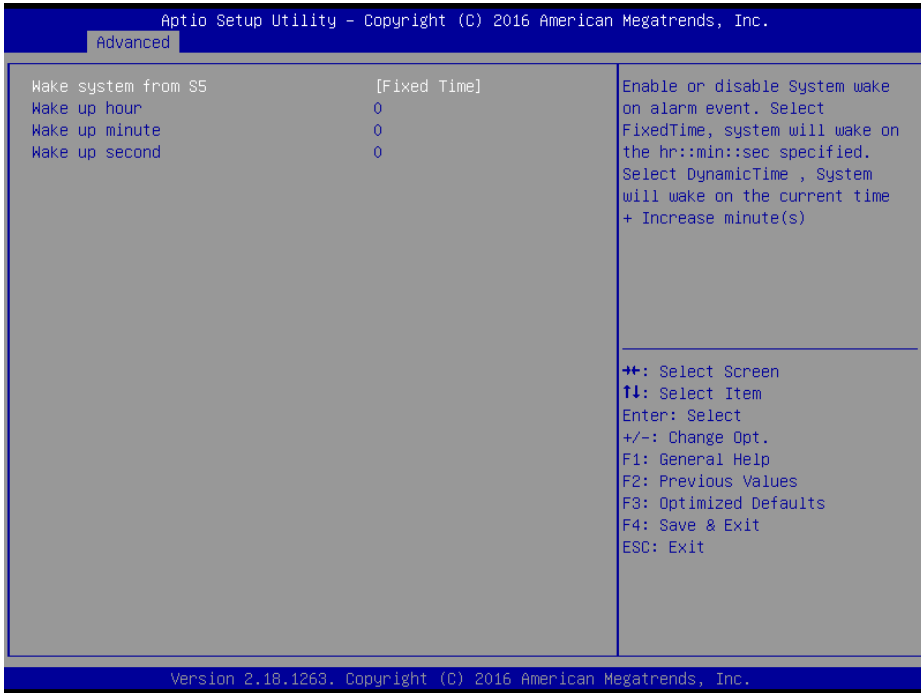 Aptio Setup Utility – Copyright (C) 2016 American Megatrends, Inc.
Advanced
Wake system from S5 [Fixed Time]
Wake up hour 0
Wake up minute 0
Wake up second 0
Enable or disable System wake
on alarm event. Select
FixedTime, system will wake on
the hr::min::sec specified.
Select DynamicTime , System
will wake on the current time
+ Increase minute(s)
→←: Select Screen
↑↓: Select Item
Enter: Select
+/-: Change Opt.
F1: General Help
F2: Previous Values
F3: Optimized Defaults
F4: Save & Exit
ESC: Exit
Version 2.18.1263. Copyright (C) 2016 American Megatrends, Inc.